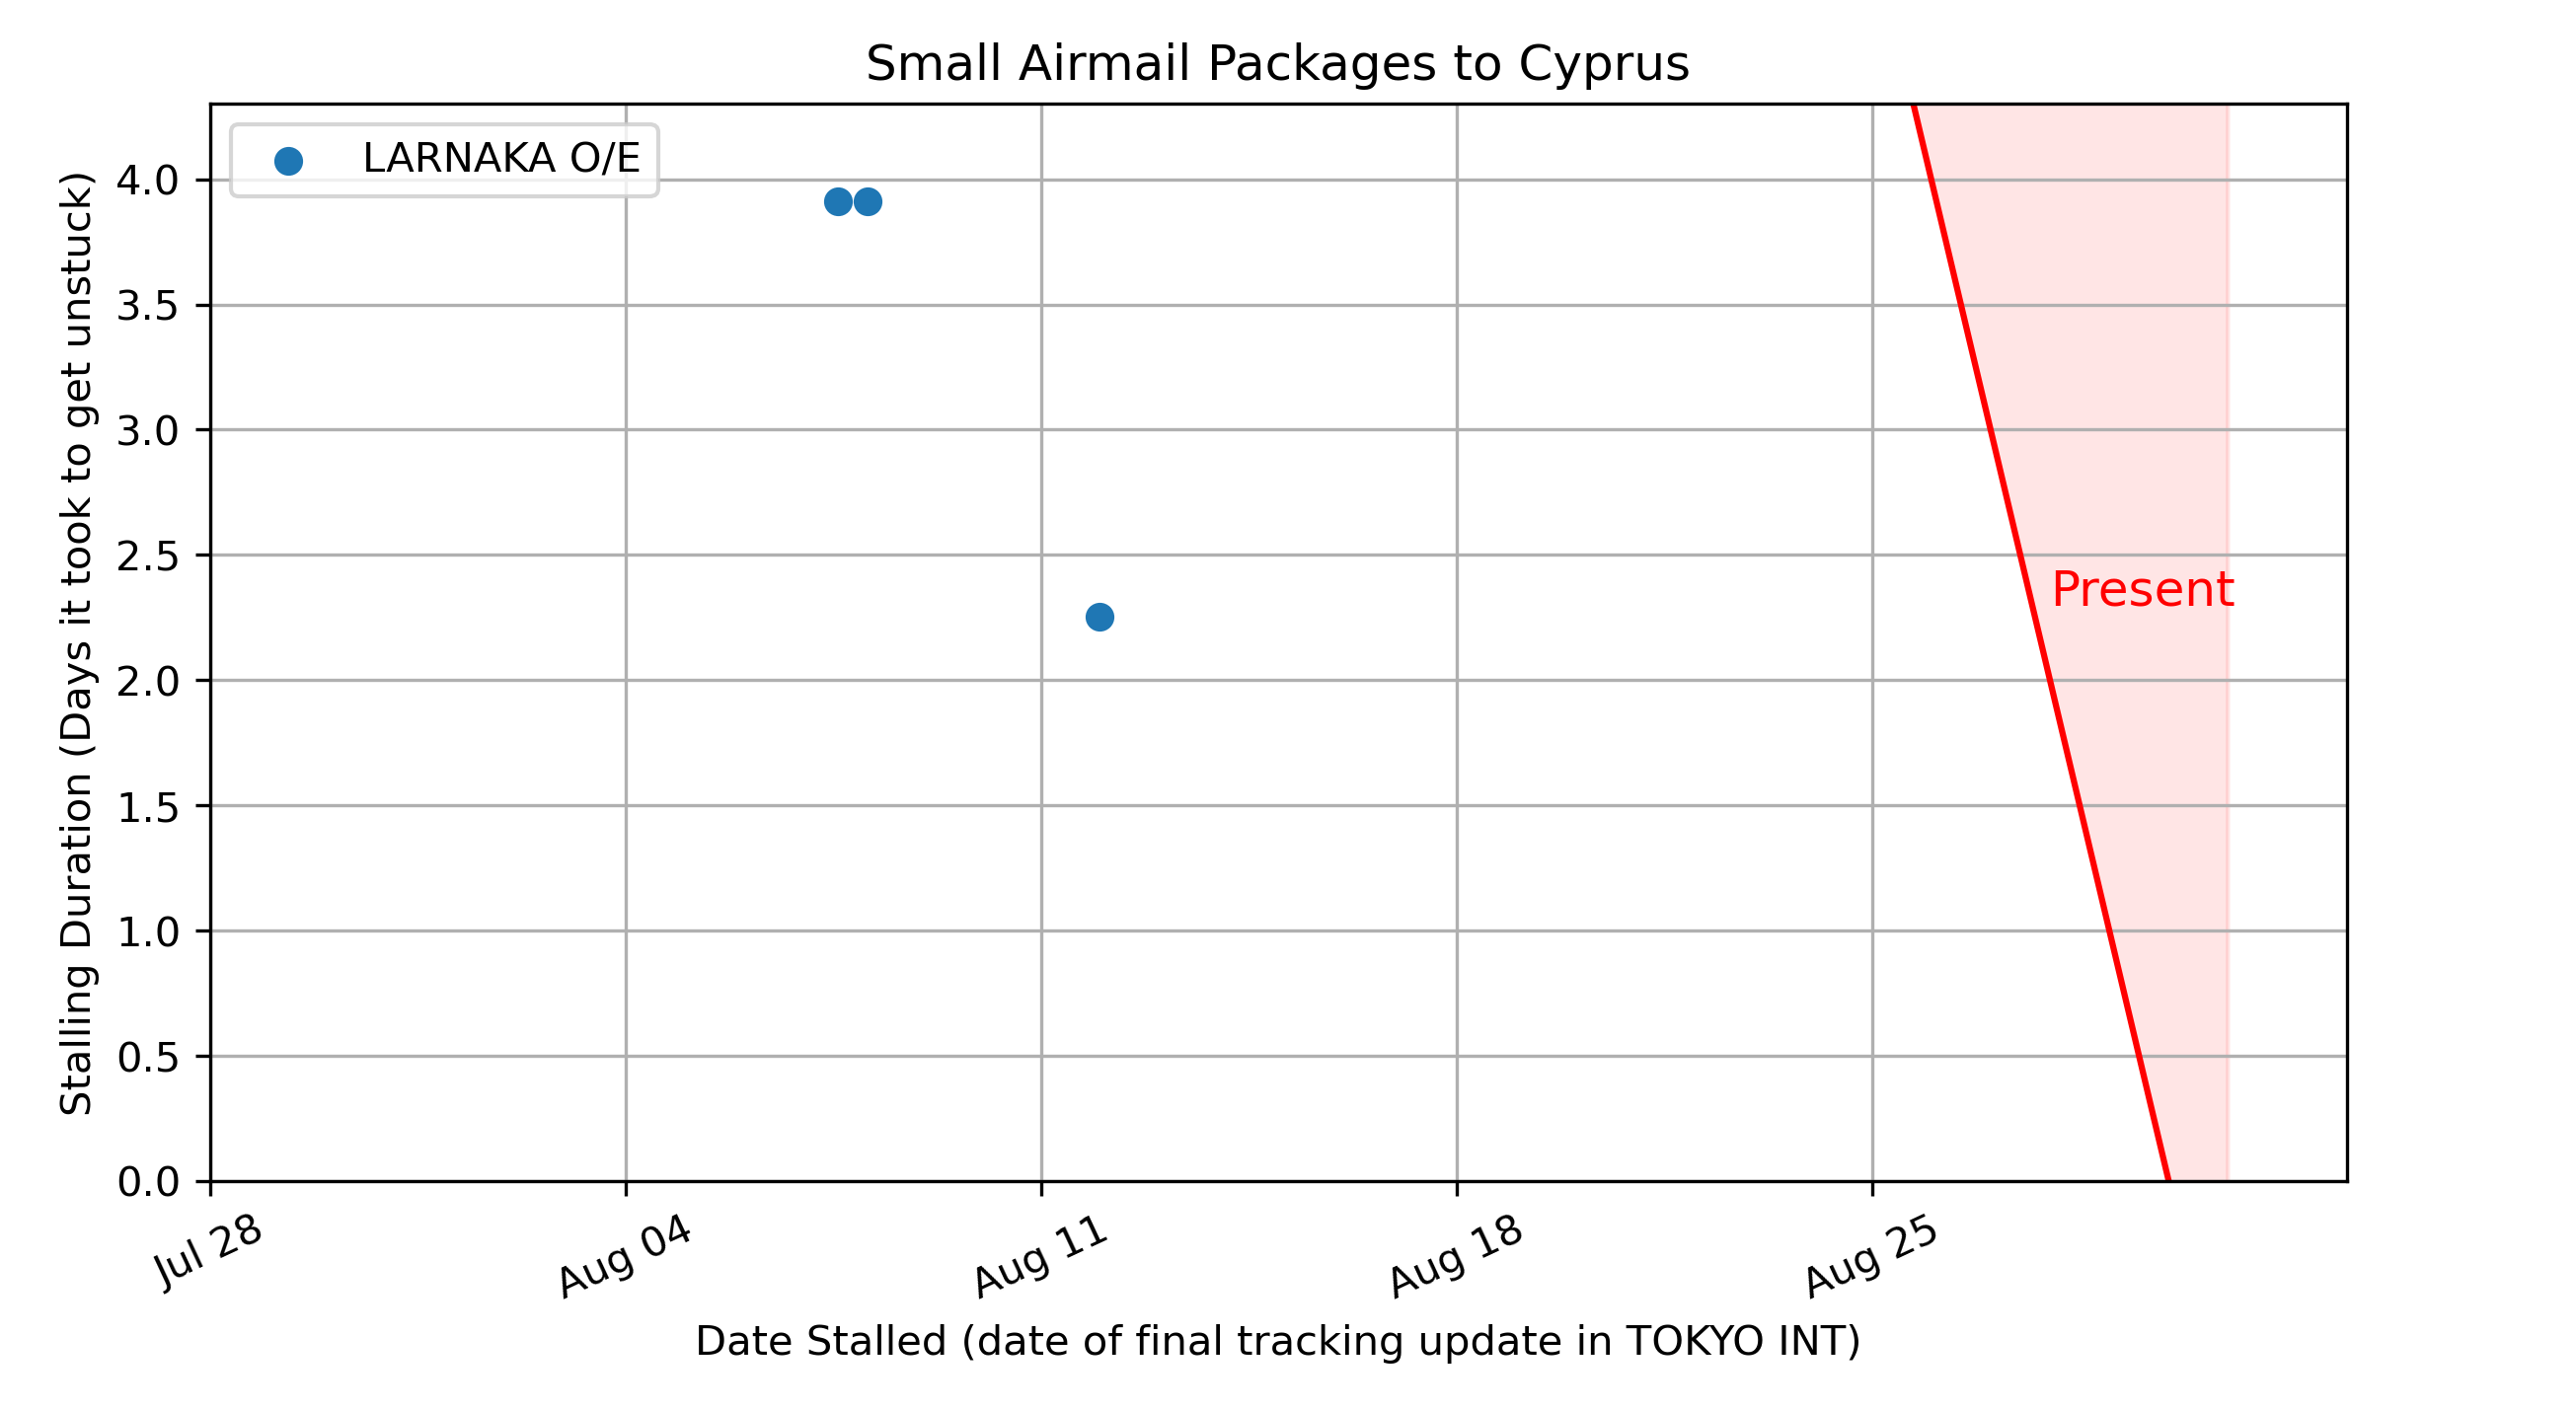 Small Airmail Packages to Cyprus
LARNAKA O/E
Stalling Duration (Days it took to get unstuck)
4.0
3.5
3.0
2.5
2.0
1.5
1.0
0.5
0.0
Present
Jul 28
Aug 04
Aug 11
Aug 18
Aug 25
Date Stalled (date of final tracking update in TOKYO INT)